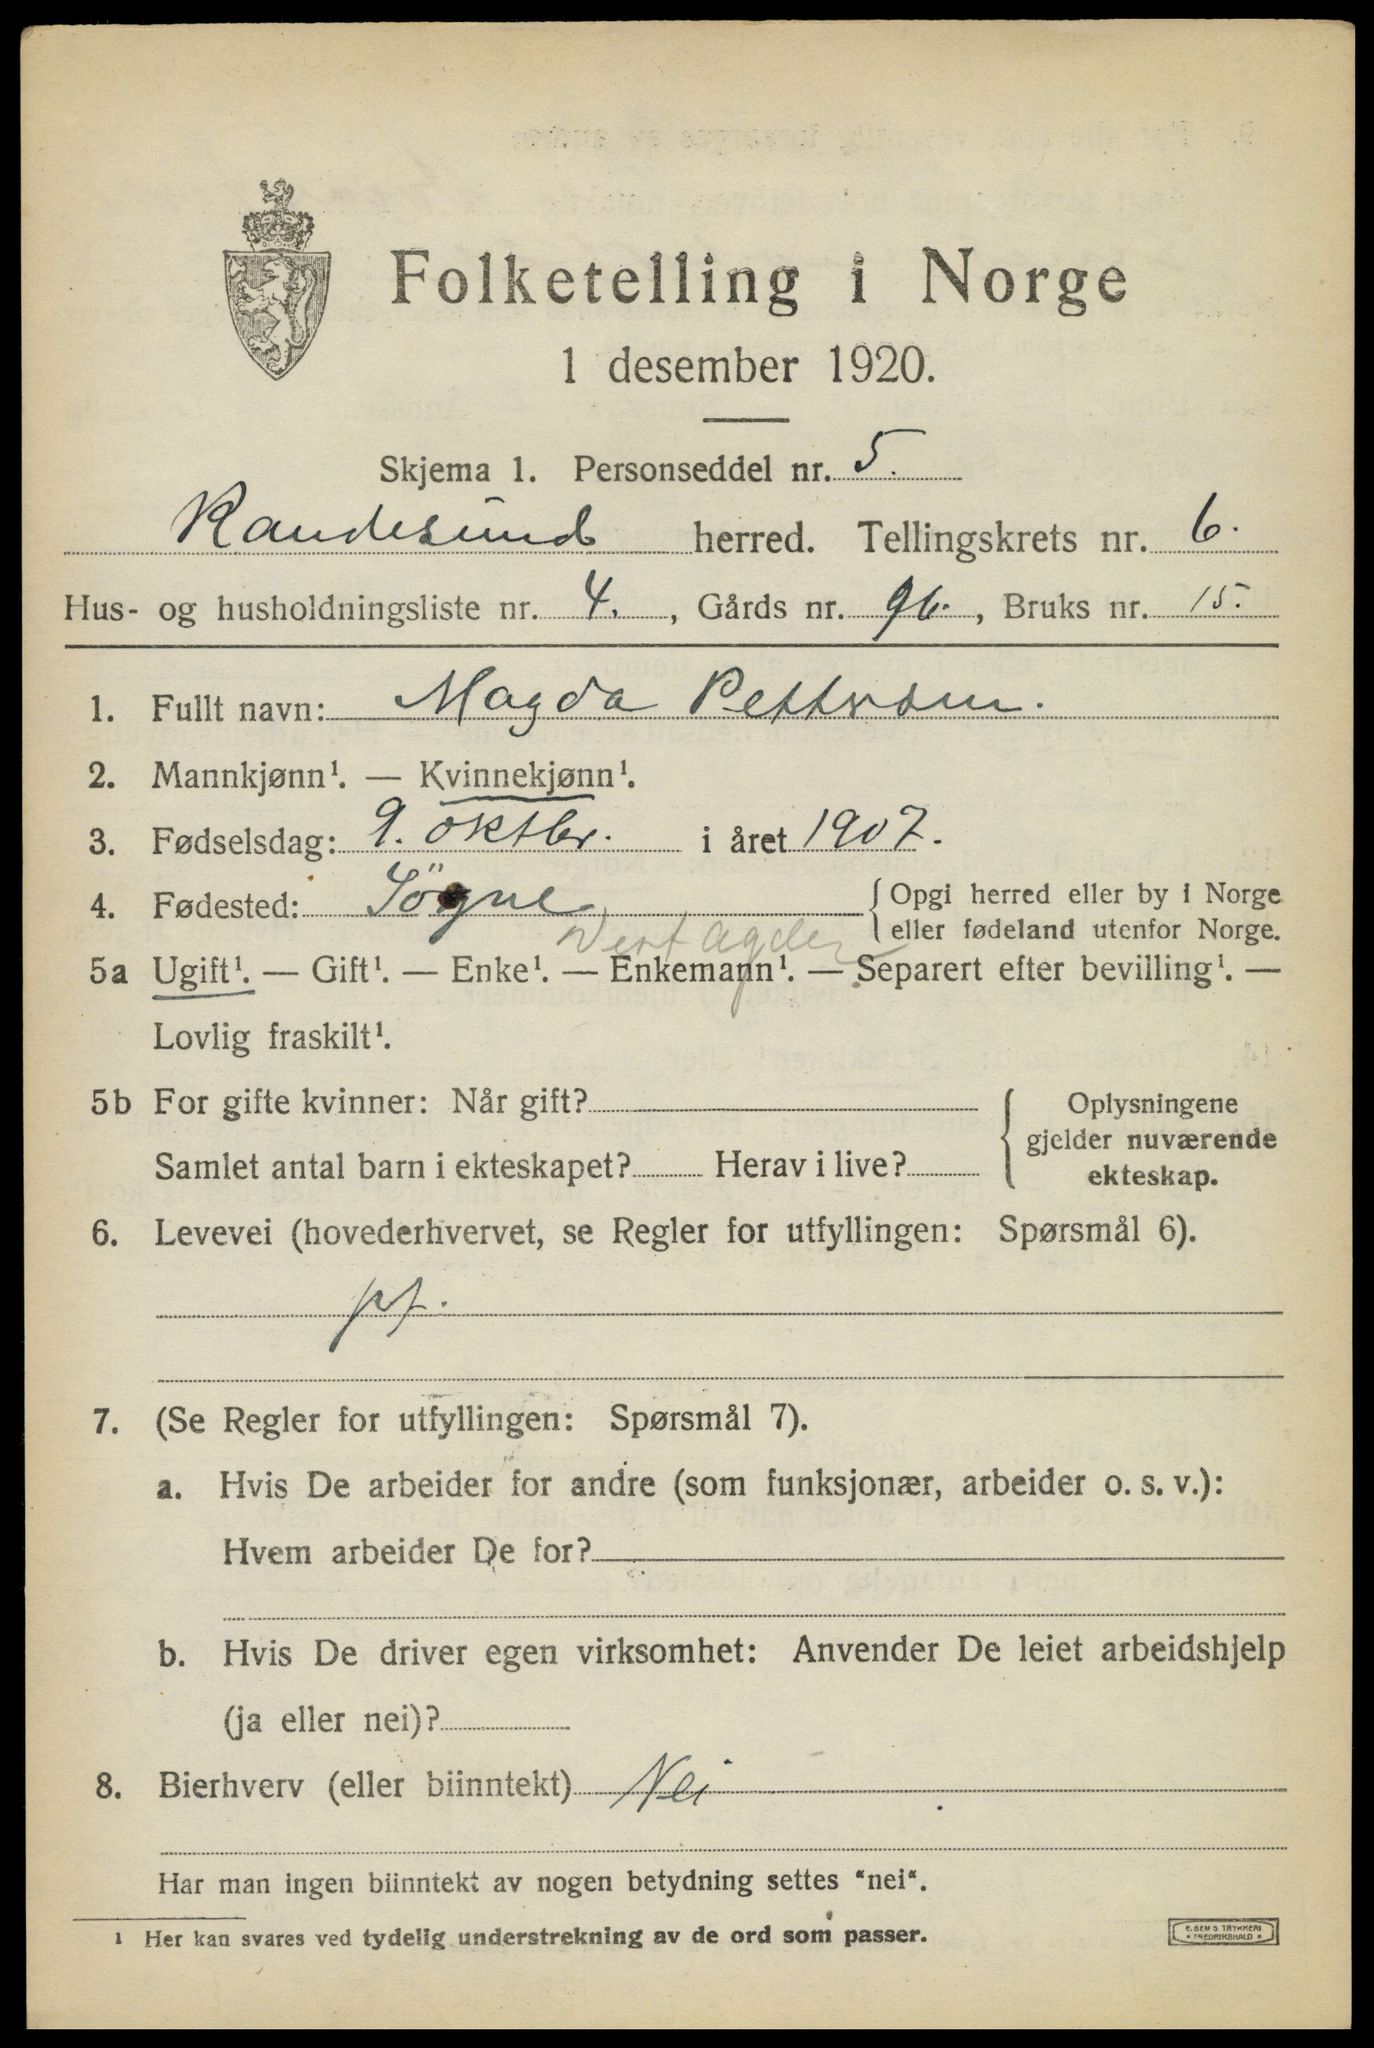 Folketelling i Norge
1 desember 1920.
Skjema 1. Personseddel nr. 5.
Randesund herred. Tellingskrets nr. 6.
Hus- og husholdningsliste nr. 4., Gårds nr. 96., Bruks nr. 15.
1. Fullt navn: Magda Pettersen.
2. Mannkjønn¹. — Kvinnekjønn¹.
3. Fødselsdag: 9. oktbr. i året 1907.
4. Fødested: Sögne { Opgi herred eller by i Norge
eller fødeland utenfor Norge.
Vest Agder
5a Ugift¹. — Gift¹. — Enke¹. — Enkemann¹. — Separert efter bevilling¹. —
Lovlig fraskilt¹.
5b For gifte kvinner: Når gift? { Oplysningene
gjelder nuværende
Samlet antal barn i ekteskapet? Herav i live? ekteskap.
6. Levevei (hovederhvervet, se Regler for utfyllingen: Spørsmål 6).
7. (Se Regler for utfyllingen: Spørsmål 7).
a. Hvis De arbeider for andre (som funksjonær, arbeider o. s. v.):
Hvem arbeider De for?
b. Hvis De driver egen virksomhet: Anvender De leiet arbeidshjelp
(ja eller nei)?
8. Bierhverv (eller biinntekt) Nei
Har man ingen biinntekt av nogen betydning settes "nei".
¹ Her kan svares ved tydelig understrekning av de ord som passer.
E. SEM'S TRYKKERI
FREDRIKSHALD